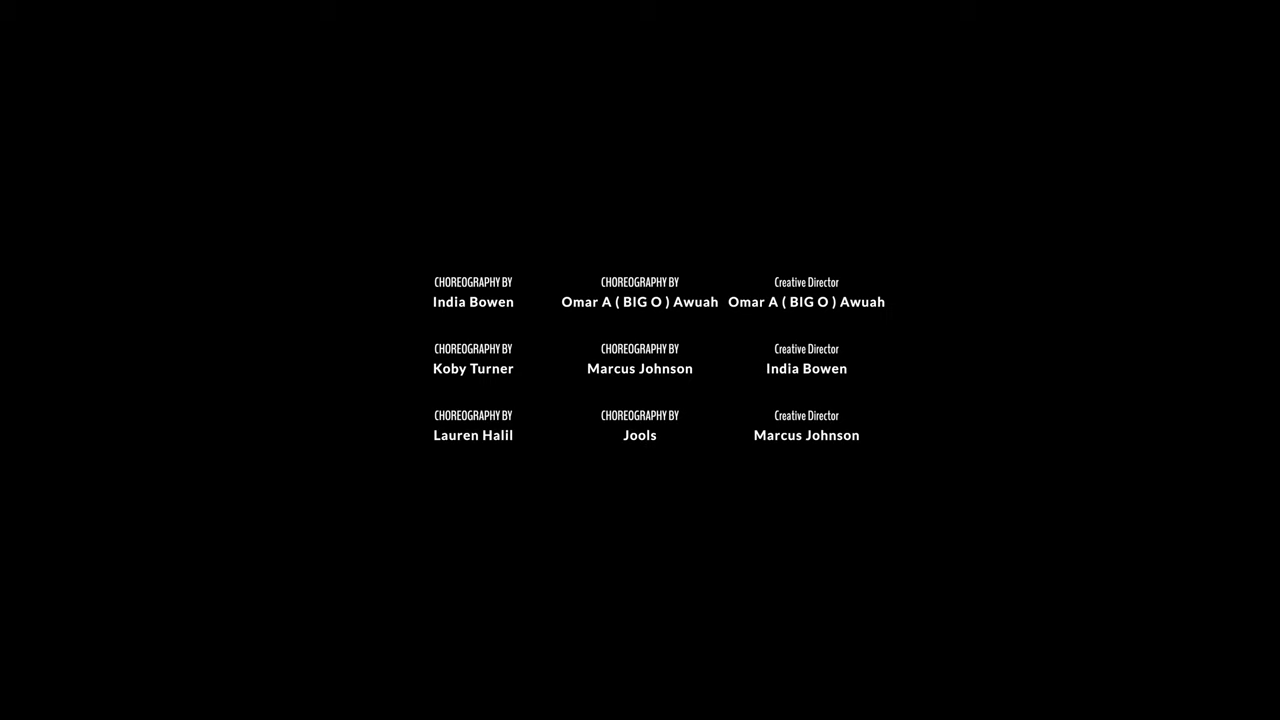 CHOREOGRAPHY BY
India Bowen
CHOREOGRAPHY BY
Omar A ( BIG O ) Awuah
Creative Director
Omar A ( BIG O ) Awuah
CHOREOGRAPHY BY
Koby Turner
CHOREOGRAPHY BY
Marcus Johnson
Creative Director
India Bowen
CHOREOGRAPHY BY
Lauren Halil
CHOREOGRAPHY BY
Jools
Creative Director
Marcus Johnson